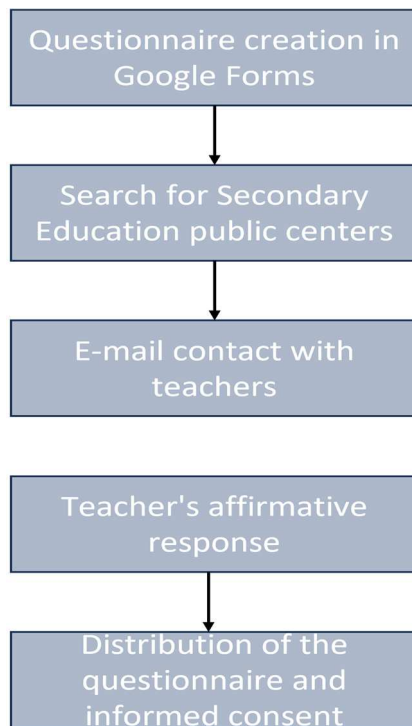 Questionnaire creation in
Google Forms
Search for Secondary
Education public centers
E-mail contact with
teachers
Teacher's affirmative
response
Distribution of the
questionnaire and
informed consent